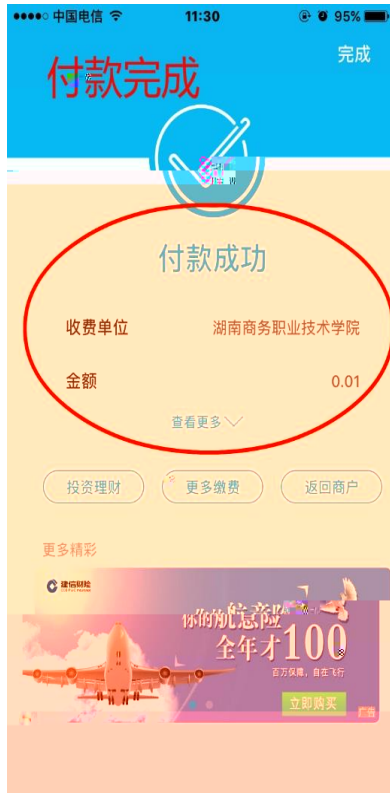 中国电信 11:30 95%
完成
付款完成
付款成功
收费单位 湖南商务职业技术学院
金额 0.01
查看更多
投资理财 更多缴费 返回商户
更多精彩
建信财险
你的航意险
全年才100
百万保障，自在飞行
立即购买
广告